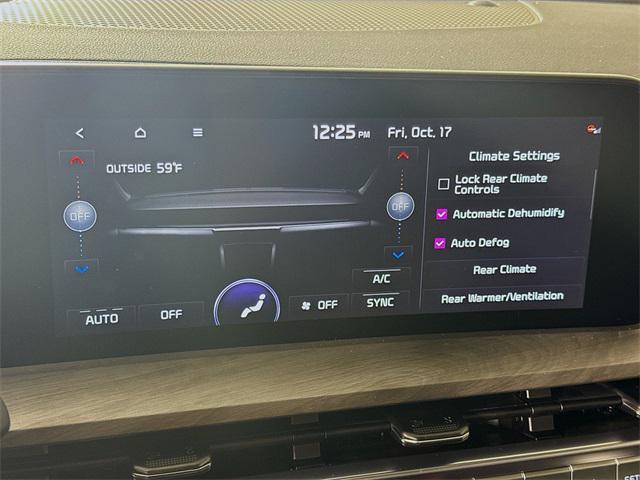 12:25 PM Fri, Oct. 17
OUTSIDE 59°F
OFF
OFF
Climate Settings
Lock Rear Climate
Controls
Automatic Dehumidify
Auto Defog
Rear Climate
Rear Warmer/Ventilation
A/C
AUTO
OFF
OFF
SYNC